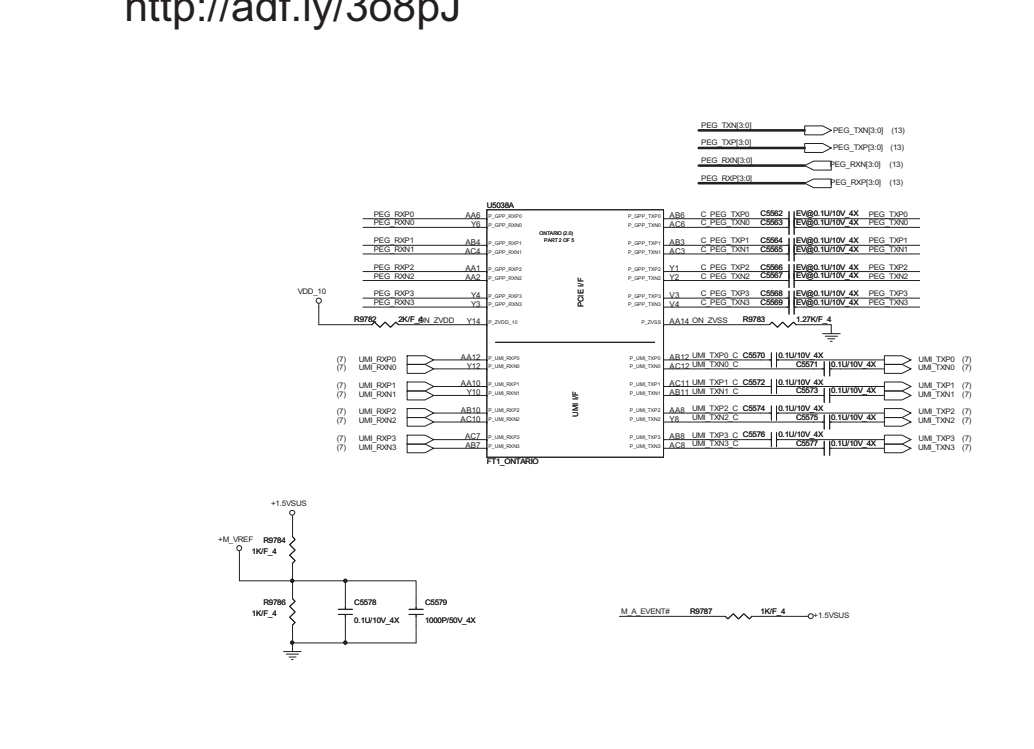 http://adf.ly/3o8pJ
PEG_TXN[3:0] PEG_TXN[3:0] (13)
PEG_TXP[3:0] PEG_TXP[3:0] (13)
PEG_RXN[3:0] PEG_RXN[3:0] (13)
PEG_RXP[3:0] PEG_RXP[3:0] (13)
U5038A
PEG_RXP0 AA6 P_GPP_RXP0 P_GPP_TXP0 AB6 C_PEG_TXP0 C5562 EV@0.1U/10V_4X PEG_TXP0
PEG_RXN0 Y6 P_GPP_RXN0 P_GPP_TXN0 AC6 C_PEG_TXN0 C5563 EV@0.1U/10V_4X PEG_TXN0
ONTARIO (2.0)
PART 2 OF 5
PEG_RXP1 AB4 P_GPP_RXP1 P_GPP_TXP1 AB3 C_PEG_TXP1 C5564 EV@0.1U/10V_4X PEG_TXP1
PEG_RXN1 AC4 P_GPP_RXN1 P_GPP_TXN1 AC3 C_PEG_TXN1 C5565 EV@0.1U/10V_4X PEG_TXN1
PEG_RXP2 AA1 P_GPP_RXP2 P_GPP_TXP2 Y1 C_PEG_TXP2 C5566 EV@0.1U/10V_4X PEG_TXP2
PEG_RXN2 AA2 P_GPP_RXN2 P_GPP_TXN2 Y2 C_PEG_TXN2 C5567 EV@0.1U/10V_4X PEG_TXN2
PCIE I/F
PEG_RXP3 Y4 P_GPP_RXP3 P_GPP_TXP3 V3 C_PEG_TXP3 C5568 EV@0.1U/10V_4X PEG_TXP3
PEG_RXN3 Y3 P_GPP_RXN3 P_GPP_TXN3 V4 C_PEG_TXN3 C5569 EV@0.1U/10V_4X PEG_TXN3
VDD_10
R9782 2K/F_4 ON_ZVDD Y14 P_ZVDD_10 P_ZVSS AA14 ON_ZVSS R9783 1.27K/F_4
(7) UMI_RXP0 AA12 P_UMI_RXP0 P_UMI_TXP0 AB12 UMI_TXP0_C C5570 0.1U/10V_4X UMI_TXP0 (7)
(7) UMI_RXN0 Y12 P_UMI_RXN0 P_UMI_TXN0 AC12 UMI_TXN0_C C5571 0.1U/10V_4X UMI_TXN0 (7)
(7) UMI_RXP1 AA10 P_UMI_RXP1 P_UMI_TXP1 AC11 UMI_TXP1_C C5572 0.1U/10V_4X UMI_TXP1 (7)
(7) UMI_RXN1 Y10 P_UMI_RXN1 P_UMI_TXN1 AB11 UMI_TXN1_C C5573 0.1U/10V_4X UMI_TXN1 (7)
UMI I/F
(7) UMI_RXP2 AB10 P_UMI_RXP2 P_UMI_TXP2 AA8 UMI_TXP2_C C5574 0.1U/10V_4X UMI_TXP2 (7)
(7) UMI_RXN2 AC10 P_UMI_RXN2 P_UMI_TXN2 Y8 UMI_TXN2_C C5575 0.1U/10V_4X UMI_TXN2 (7)
(7) UMI_RXP3 AC7 P_UMI_RXP3 P_UMI_TXP3 AB8 UMI_TXP3_C C5576 0.1U/10V_4X UMI_TXP3 (7)
(7) UMI_RXN3 AB7 P_UMI_RXN3 P_UMI_TXN3 AC8 UMI_TXN3_C C5577 0.1U/10V_4X UMI_TXN3 (7)
FT1_ONTARIO
+1.5VSUS
+M_VREF R9784
1K/F_4
R9786 C5578 C5579
1K/F_4
0.1U/10V_4X 1000P/50V_4X
M_A_EVENT# R9787 1K/F_4 +1.5VSUS